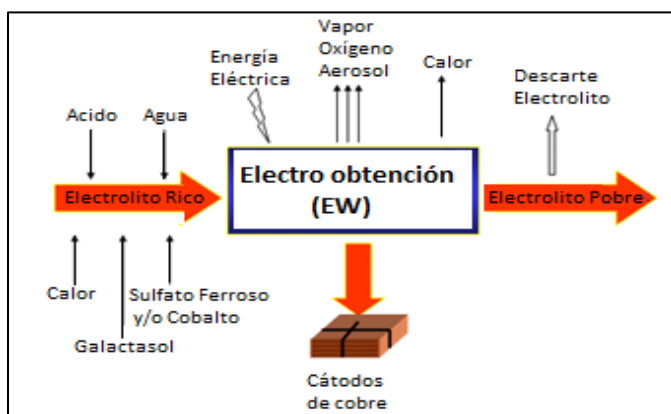 Vapor
Oxígeno
Aerosol
Energía
Eléctrica
Calor
Descarte
Electrolito
Acido
Agua
Electro obtención
(EW)
Electrolito Rico
Electrolito Pobre
Calor
Sulfato Ferroso
y/o Cobalto
Galactasol
Cátodos
de cobre